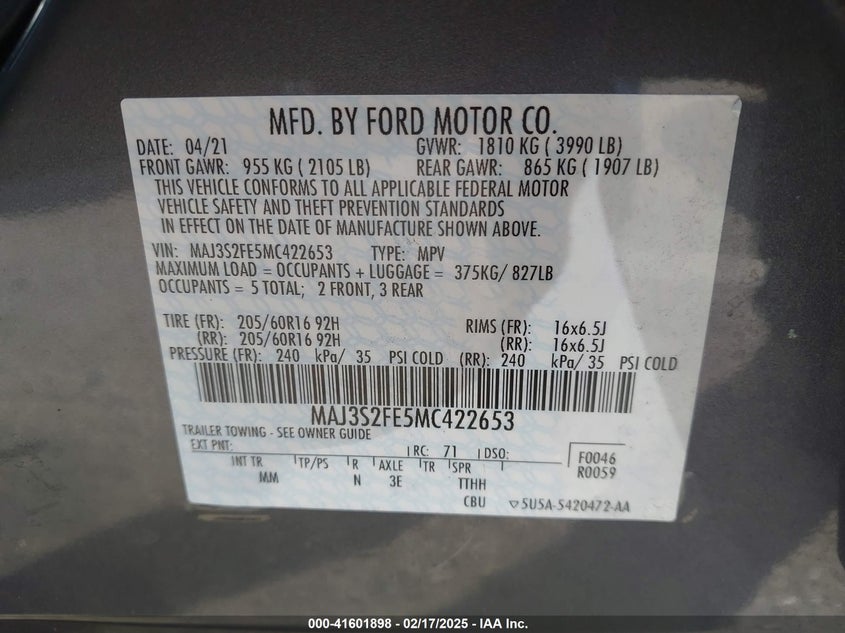 MFD. BY FORD MOTOR CO.
DATE: 04/21 GVWR: 1810 KG ( 3990 LB)
FRONT GAWR: 955 KG ( 2105 LB) REAR GAWR: 865 KG ( 1907 LB)
THIS VEHICLE CONFORMS TO ALL APPLICABLE FEDERAL MOTOR
VEHICLE SAFETY AND THEFT PREVENTION STANDARDS
IN EFFECT ON THE DATE OF MANUFACTURE SHOWN ABOVE.
VIN: MAJ3S2FE5MC422653 TYPE: MPV
MAXIMUM LOAD = OCCUPANTS + LUGGAGE = 375KG/ 827LB
OCCUPANTS = 5 TOTAL; 2 FRONT, 3 REAR
TIRE (FR): 205/60R16 92H RIMS (FR): 16x6.5J
(RR): 205/60R16 92H (RR): 16x6.5J
PRESSURE (FR): 240 kPa/ 35 PSI COLD (RR): 240 kPa/ 35 PSI COLD
MAJ3S2FE5MC422653
TRAILER TOWING - SEE OWNER GUIDE
EXT PNT: RC: 71 DSO: F0046
R0059
INT TR TP/PS R AXLE TR SPR
MM N 3E TTHH
CBU ▽5U5A-5420472-AA
000-41601898 - 02/17/2025 - IAA Inc.